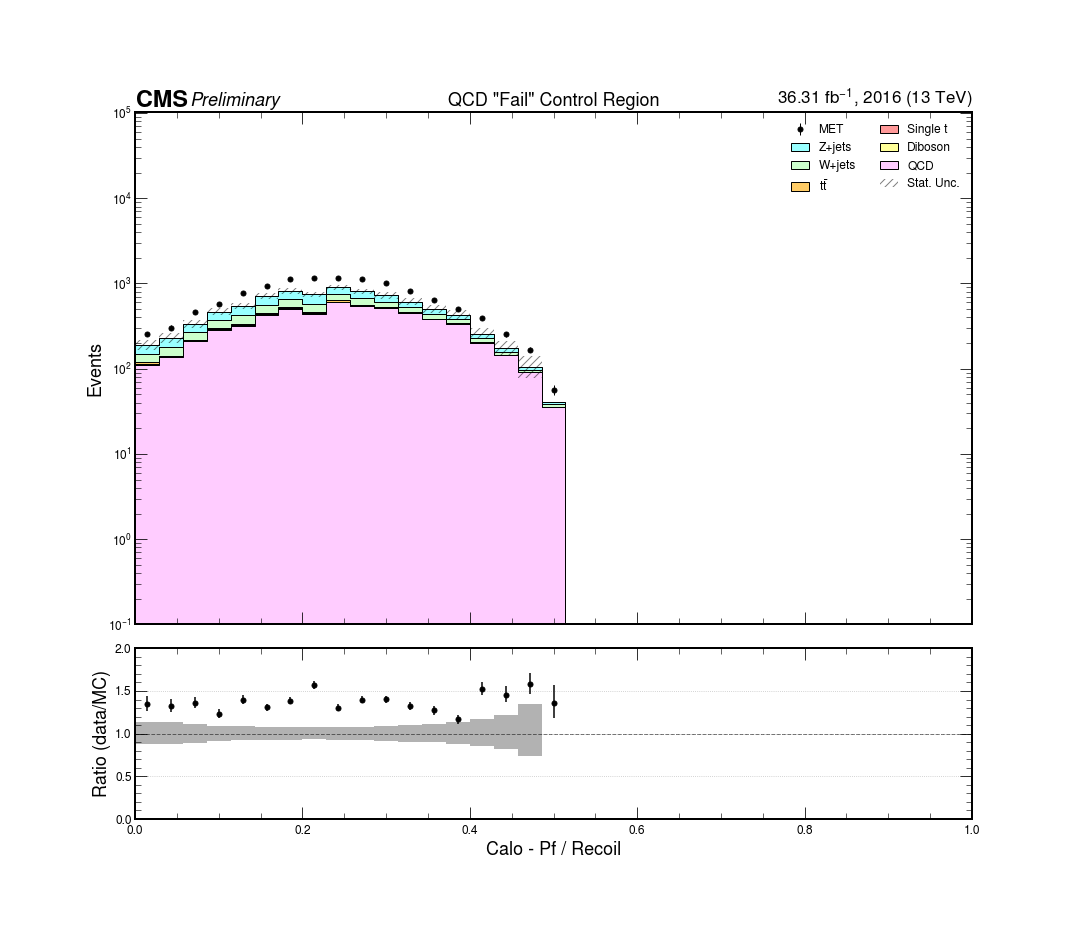 CMS Preliminary QCD "Fail" Control Region 36.31 fb⁻¹, 2016 (13 TeV)
10⁵
10⁴
10³
10²
10¹
10⁰
10⁻¹
Events
MET
Z+jets
W+jets
tt̄
Single t
Diboson
QCD
Stat. Unc.
2.0
1.5
1.0
0.5
0.0
Ratio (data/MC)
0.0 0.2 0.4 0.6 0.8 1.0
Calo - Pf / Recoil